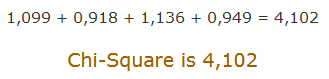 1,099 + 0,918 + 1,136 + 0,949 = 4,102
Chi-Square is 4,102